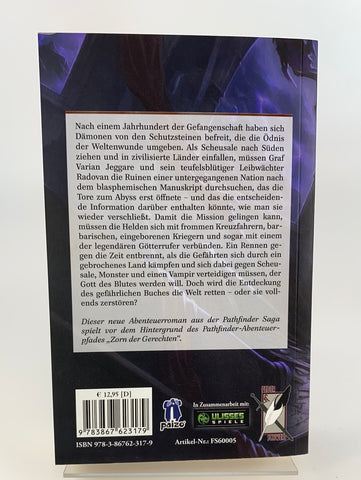 Nach einem Jahrhundert der Gefangenschaft haben sich
Dämonen von den Schutzsteinen befreit, die die Ödnis
der Weltenwunde umgeben. Als Scheusale nach Süden
ziehen und in zivilisierte Länder einfallen, müssen Graf
Varian Jeggare und sein teufelsblütiger Leibwächter
Radovan die Ruinen einer untergegangenen Nation nach
dem blasphemischen Manuskript durchsuchen, das die
Tore zum Abyss erst öffnete – und das die entscheiden-
de Information darüber enthalten könnte, wie man sie
wieder verschließt. Damit die Mission gelingen kann,
müssen die Helden sich mit frommen Kreuzfahrern, bar-
barischen, eingeborenen Kriegern und sogar mit einem
der legendären Götterrufer verbünden. Ein Rennen ge-
gen die Zeit entbrennt, als die Gefährten sich durch ein
gebrochenes Land kämpfen und sich dabei gegen Scheu-
sale, Monster und einen Vampir verteidigen müssen, der
Gott des Blutes werden will. Doch wird die Entdeckung
des gefährlichen Buches die Welt retten – oder sie voll-
ends zerstören?
Dieser neue Abenteuerroman aus der Pathfinder Saga
spielt vor dem Hintergrund des Pathfinder-Abenteuer-
pfades „Zorn der Gerechten“.
€ 12,95 [D]
9 783867 623179
ISBN 978-3-86762-317-9
paizo
In Zusammenarbeit mit:
ULISSES
SPIELE
Artikel-Nr.: FS60005
FEDER
&
SCHWERT